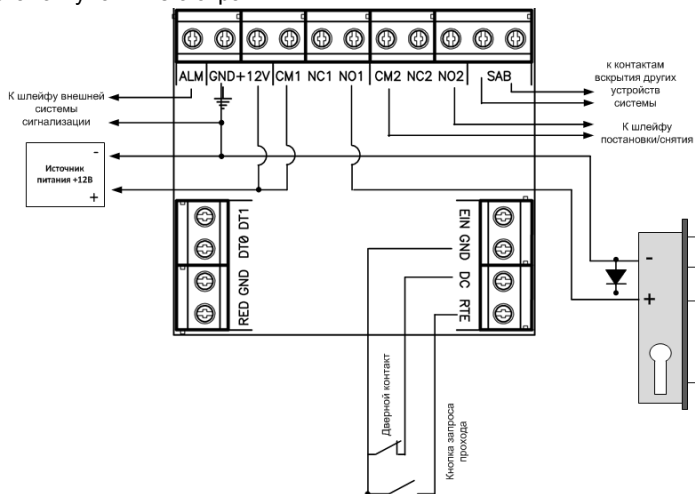 ALM GND +12V CM1 NC1 NO1 CM2 NC2 NO2 SAB
К шлейфу внешней
системы
сигнализации
к контактам
вскрытия других
устройств
системы
К шлейфу
постановки/снятия
Источник
питания +12В
-
+
DT0 DT1
RED GND
EIN GND
DC
RTE
-
+
Дверной контакт
Кнопка запроса
прохода